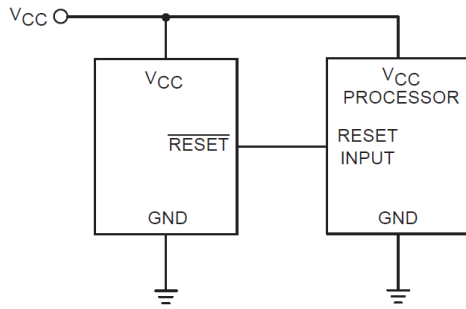 VCC
VCC
RESET
GND
VCC
PROCESSOR
RESET
INPUT
GND